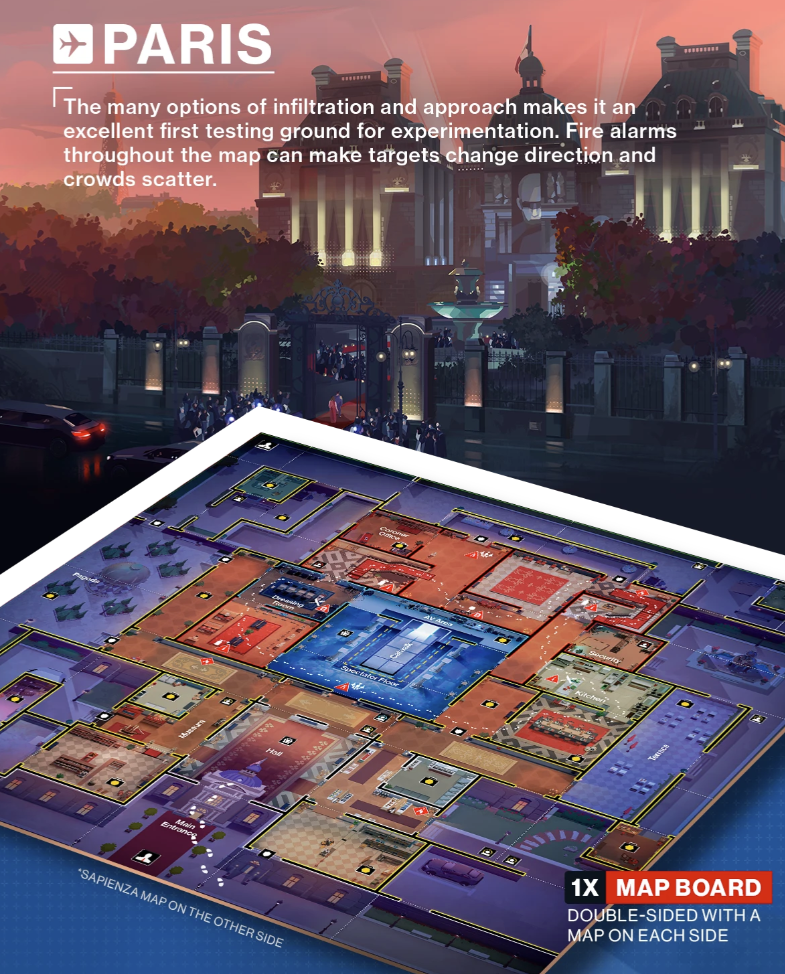 PARIS
The many options of infiltration and approach makes it an
excellent first testing ground for experimentation. Fire alarms
throughout the map can make targets change direction and
crowds scatter.
Pagoda
Dressing
Room
AV Area
Catwalk
Spectator Floor
Security
Kitchen
Museum
Hall
Terrace
Main
Entrance
*SAPIENZA MAP ON THE OTHER SIDE
1X MAP BOARD
DOUBLE-SIDED WITH A
MAP ON EACH SIDE